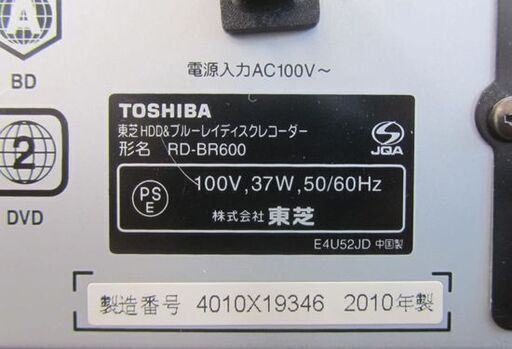 A
BD
電源入力AC100V～
TOSHIBA
東芝HDD&ブルーレイディスクレコーダー
形名 RD-BR600
JQA
2
DVD
PS
E
100V,37W,50/60Hz
株式会社 東芝
E4U52JD 中国製
製造番号 4010X19346 2010年製